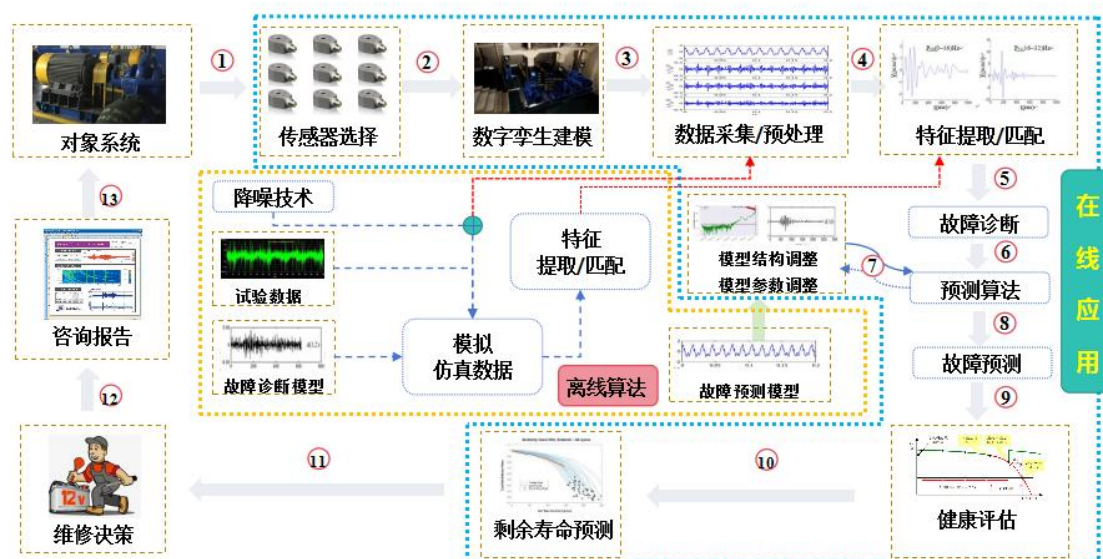 ①
②
③
④
对象系统
传感器选择
数字孪生建模
数据采集/预处理
特征提取/匹配
⑬
降噪技术
特征
提取/匹配
⑤
故障诊断
在线应用
试验数据
模型结构调整
模型参数调整
⑦
⑥
预测算法
咨询报告
模拟
仿真数据
⑧
故障诊断模型
离线算法
故障预测模型
故障预测
⑫
⑨
⑪
⑩
12v
维修决策
剩余寿命预测
健康评估